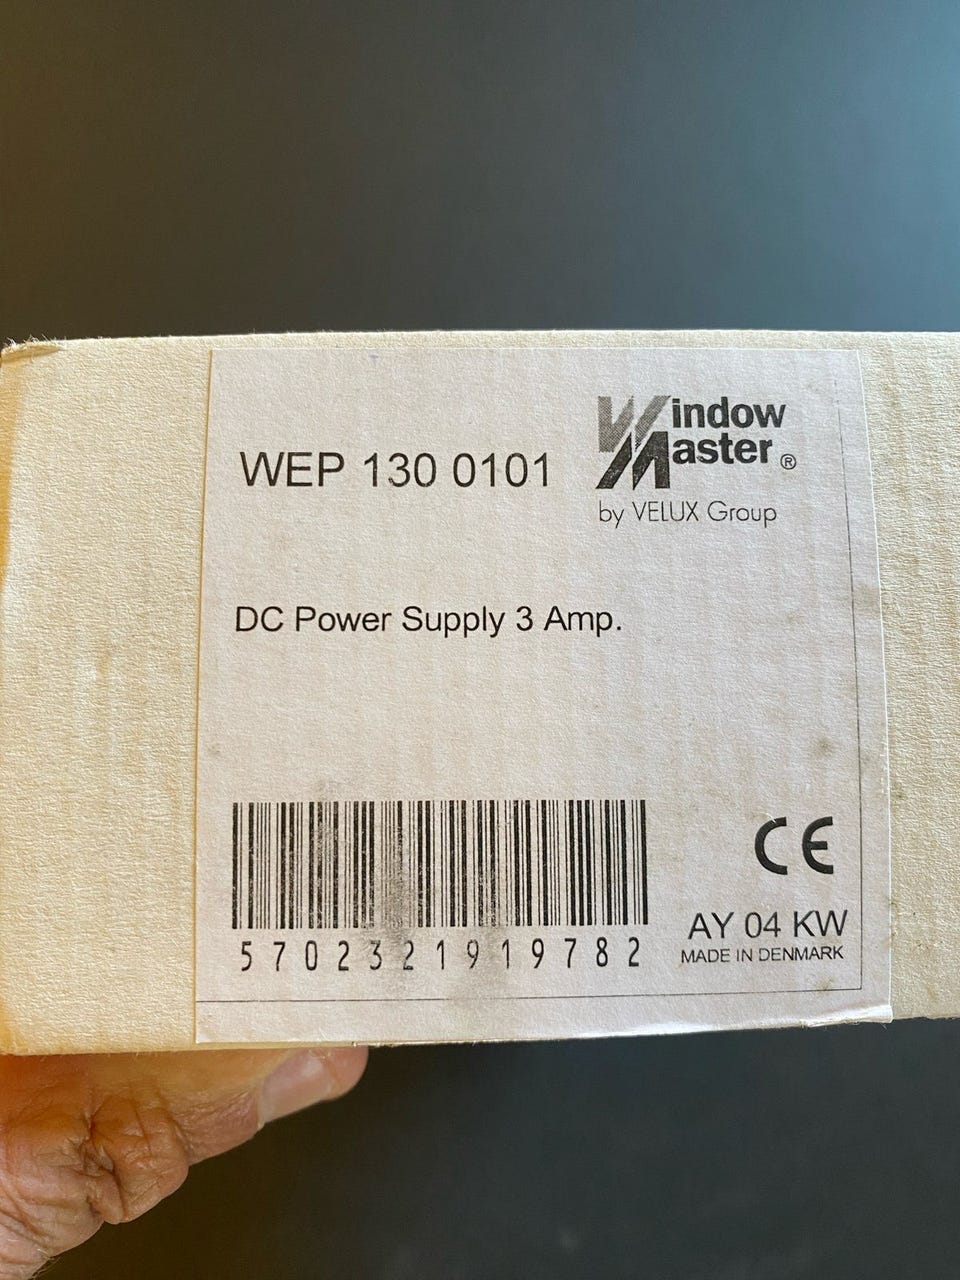 WEP 130 0101
Window
Master ®
by VELUX Group
DC Power Supply 3 Amp.
5702321919782
CE
AY 04 KW
MADE IN DENMARK